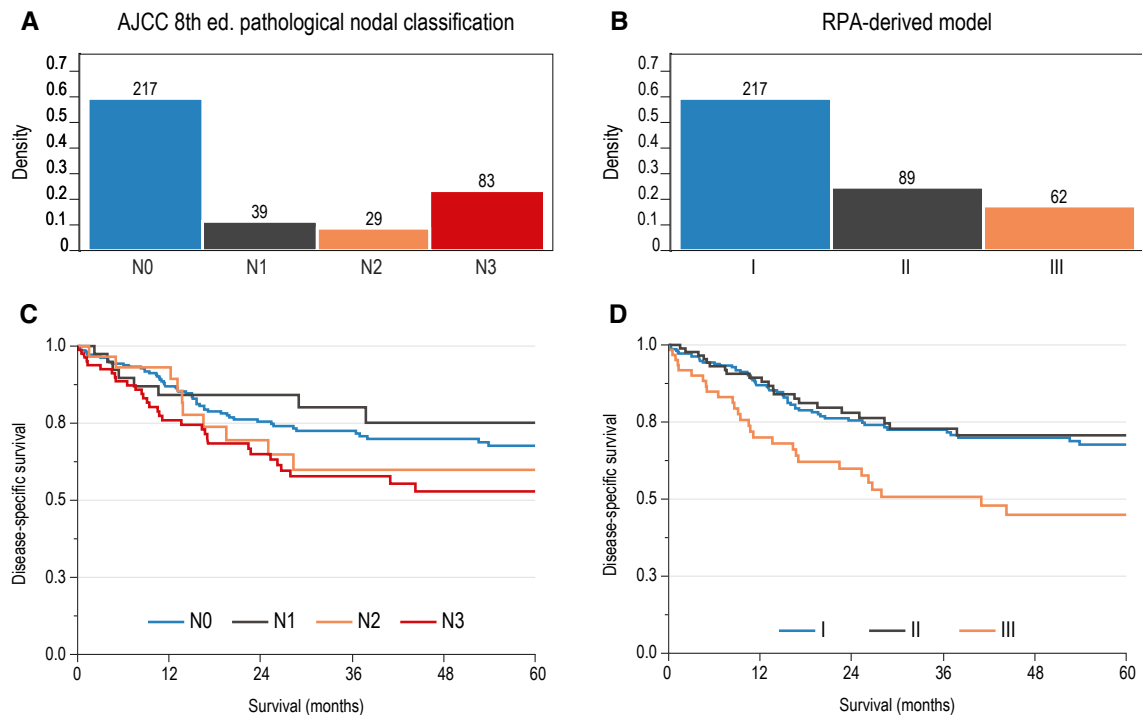 A
AJCC 8th ed. pathological nodal classification
Density
0.7
0.6
0.5
0.4
0.3
0.2
0.1
0
217
39
29
83
N0
N1
N2
N3
B
RPA-derived model
Density
0.7
0.6
0.5
0.4
0.3
0.2
0.1
0
217
89
62
I
II
III
C
Disease-specific survival
1.0
0.8
0.5
0.3
0.0
N0
N1
N2
N3
0
12
24
36
48
60
Survival (months)
D
Disease-specific survival
1.0
0.8
0.5
0.3
0.0
I
II
III
0
12
24
36
48
60
Survival (months)